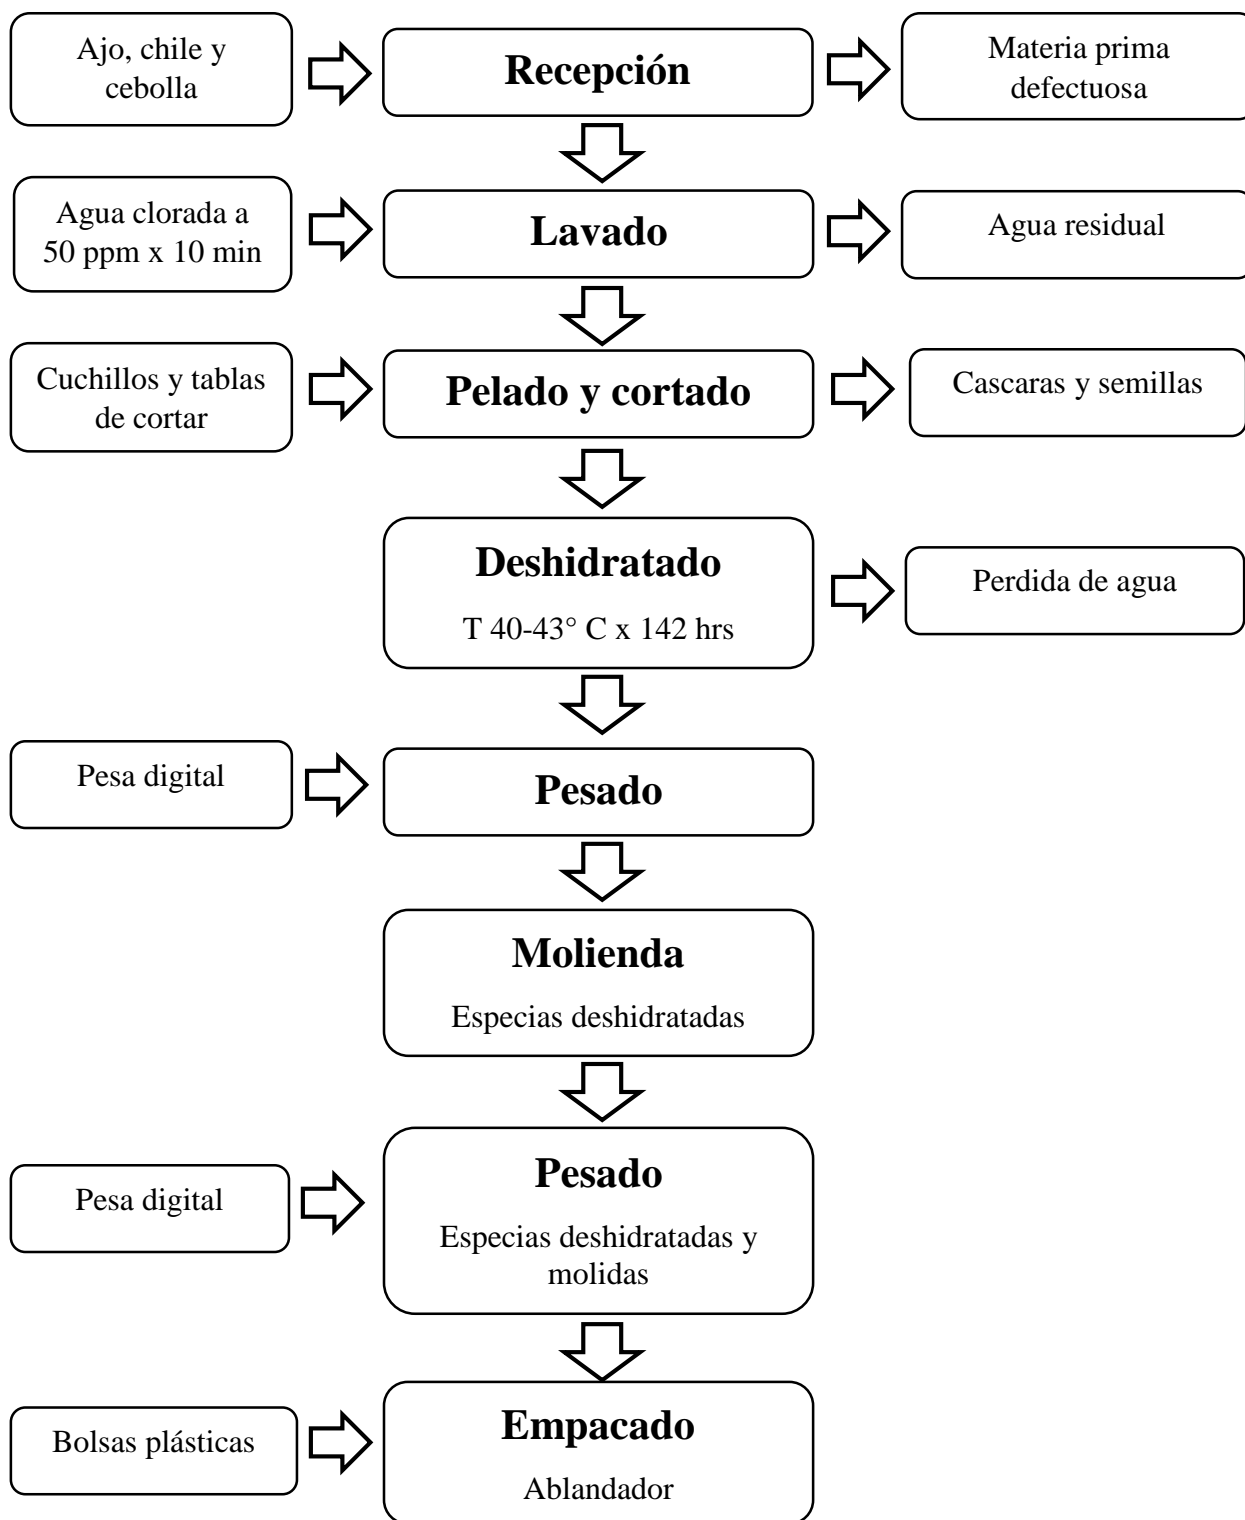 Ajo, chile y
cebolla
Recepción
Materia prima
defectuosa
Agua clorada a
50 ppm x 10 min
Lavado
Agua residual
Cuchillos y tablas
de cortar
Pelado y cortado
Cascaras y semillas
Deshidratado
T 40-43° C x 142 hrs
Perdida de agua
Pesa digital
Pesado
Molienda
Especias deshidratadas
Pesa digital
Pesado
Especias deshidratadas y
molidas
Bolsas plásticas
Empacado
Ablandador